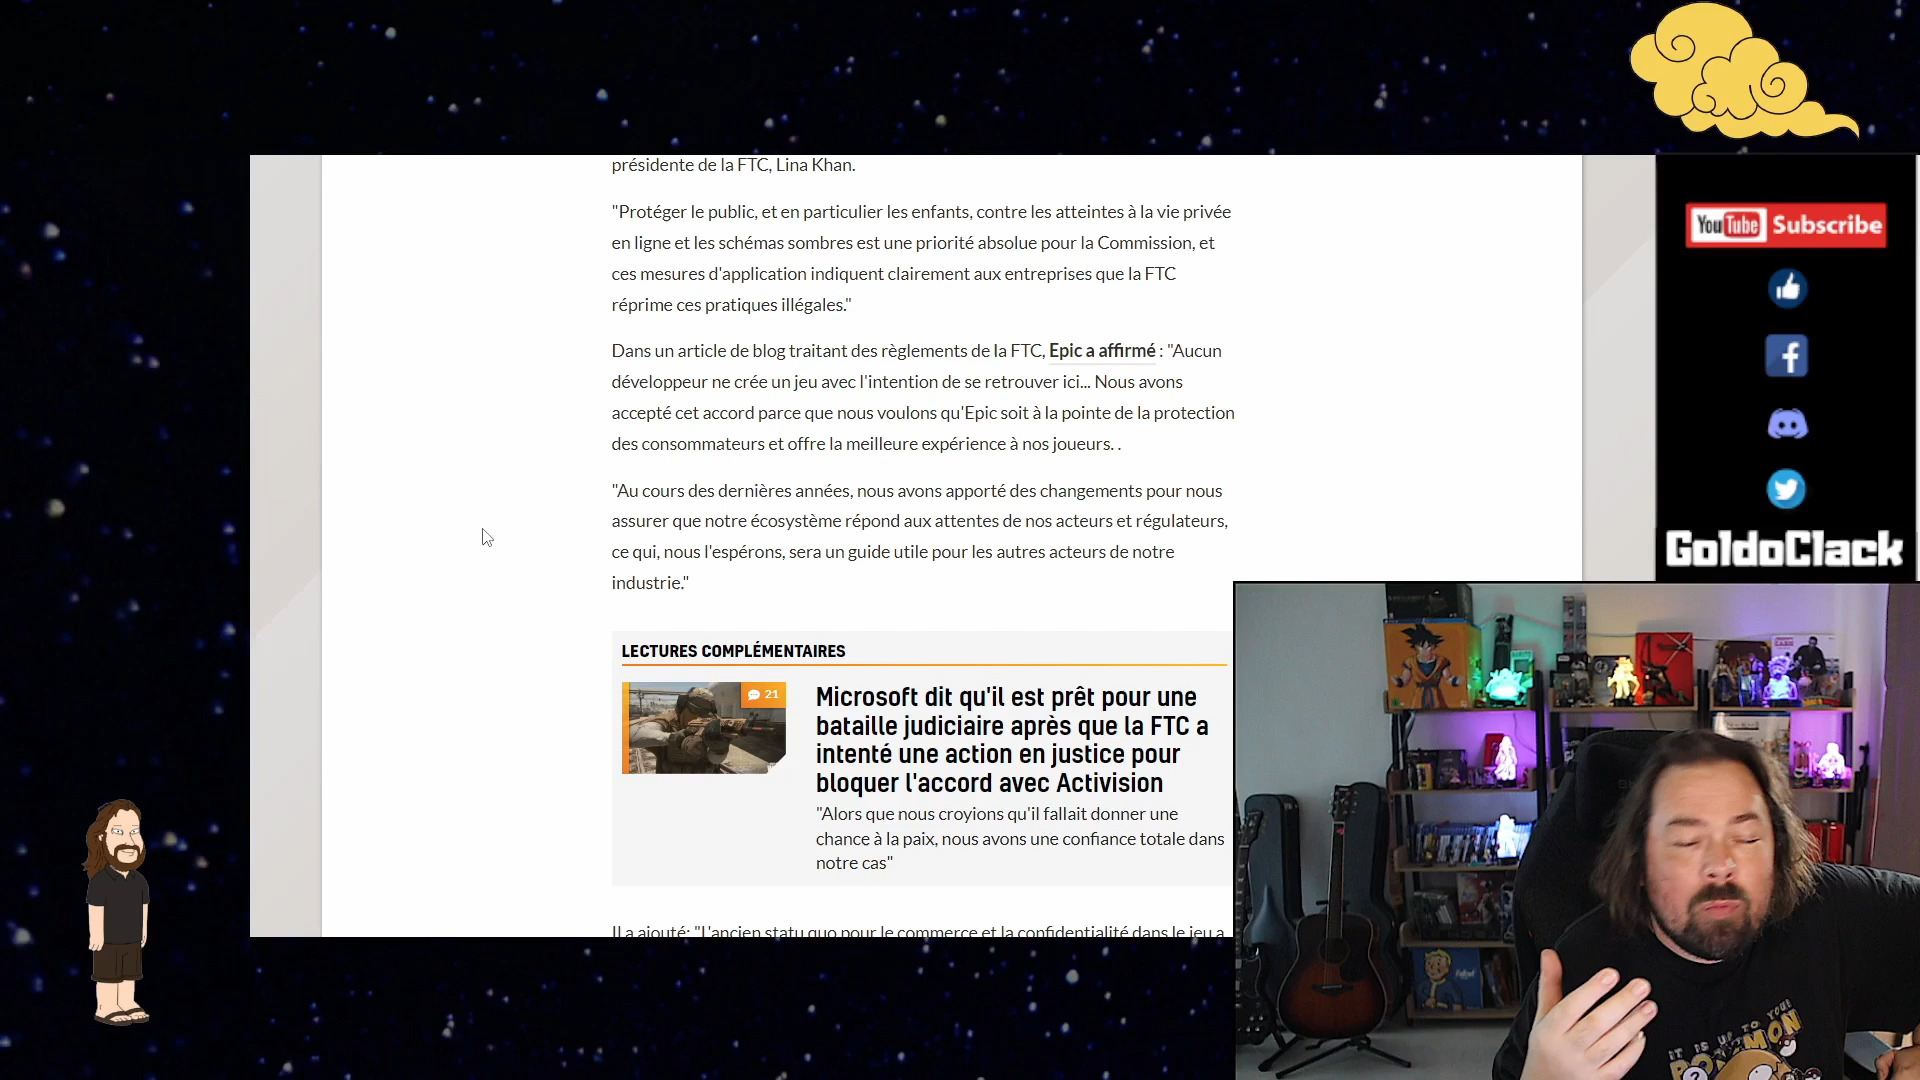 présidente de la FTC, Lina Khan.
"Protéger le public, et en particulier les enfants, contre les atteintes à la vie privée
en ligne et les schémas sombres est une priorité absolue pour la Commission, et
ces mesures d'application indiquent clairement aux entreprises que la FTC
réprime ces pratiques illégales."
Dans un article de blog traitant des règlements de la FTC, Epic a affirmé : "Aucun
développeur ne crée un jeu avec l'intention de se retrouver ici... Nous avons
accepté cet accord parce que nous voulons qu'Epic soit à la pointe de la protection
des consommateurs et offre la meilleure expérience à nos joueurs. .
"Au cours des dernières années, nous avons apporté des changements pour nous
assurer que notre écosystème répond aux attentes de nos acteurs et régulateurs,
ce qui, nous l'espérons, sera un guide utile pour les autres acteurs de notre
industrie."
LECTURES COMPLÉMENTAIRES
21
Microsoft dit qu'il est prêt pour une
bataille judiciaire après que la FTC a
intenté une action en justice pour
bloquer l'accord avec Activision
"Alors que nous croyions qu'il fallait donner une
chance à la paix, nous avons une confiance totale dans
notre cas"
Il a ajouté: "L'ancien statu quo pour le commerce et la confidentialité dans le jeu a
YouTube Subscribe
GoldoClack
IT IS UP TO YOU
POKEMON